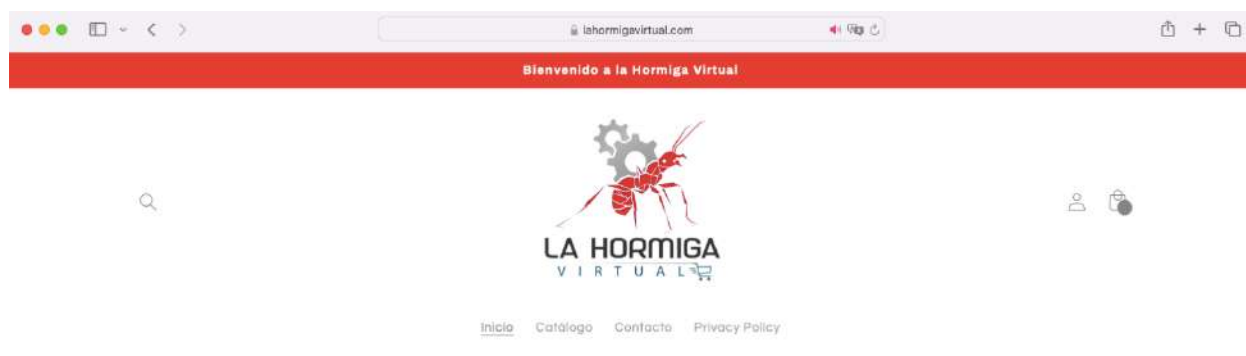 lahormigavirtual.com
Bienvenido a la Hormiga Virtual
LA HORMIGA
VIRTUAL
Inicio Catálogo Contacto Privacy Policy